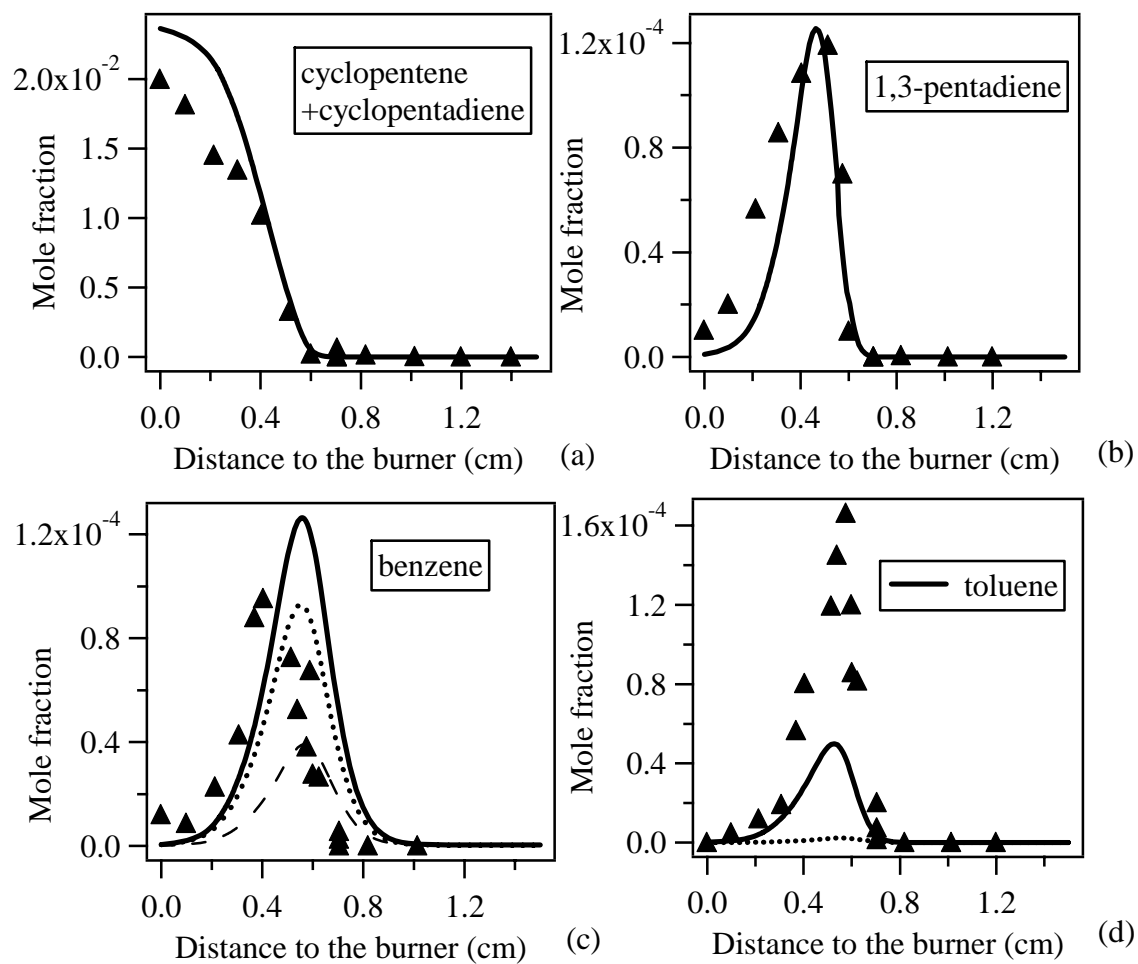 cyclopentene
+cyclopentadiene
2.0x10-2
1.5
1.0
0.5
0.0
Mole fraction
0.0 0.4 0.8 1.2
Distance to the burner (cm)
(a)
1,3-pentadiene
1.2x10-4
0.8
0.4
0.0
Mole fraction
0.0 0.4 0.8 1.2
Distance to the burner (cm)
(b)
benzene
1.2x10-4
0.8
0.4
0.0
Mole fraction
0.0 0.4 0.8 1.2
Distance to the burner (cm)
(c)
toluene
1.6x10-4
1.2
0.8
0.4
0.0
Mole fraction
0.0 0.4 0.8 1.2
Distance to the burner (cm)
(d)